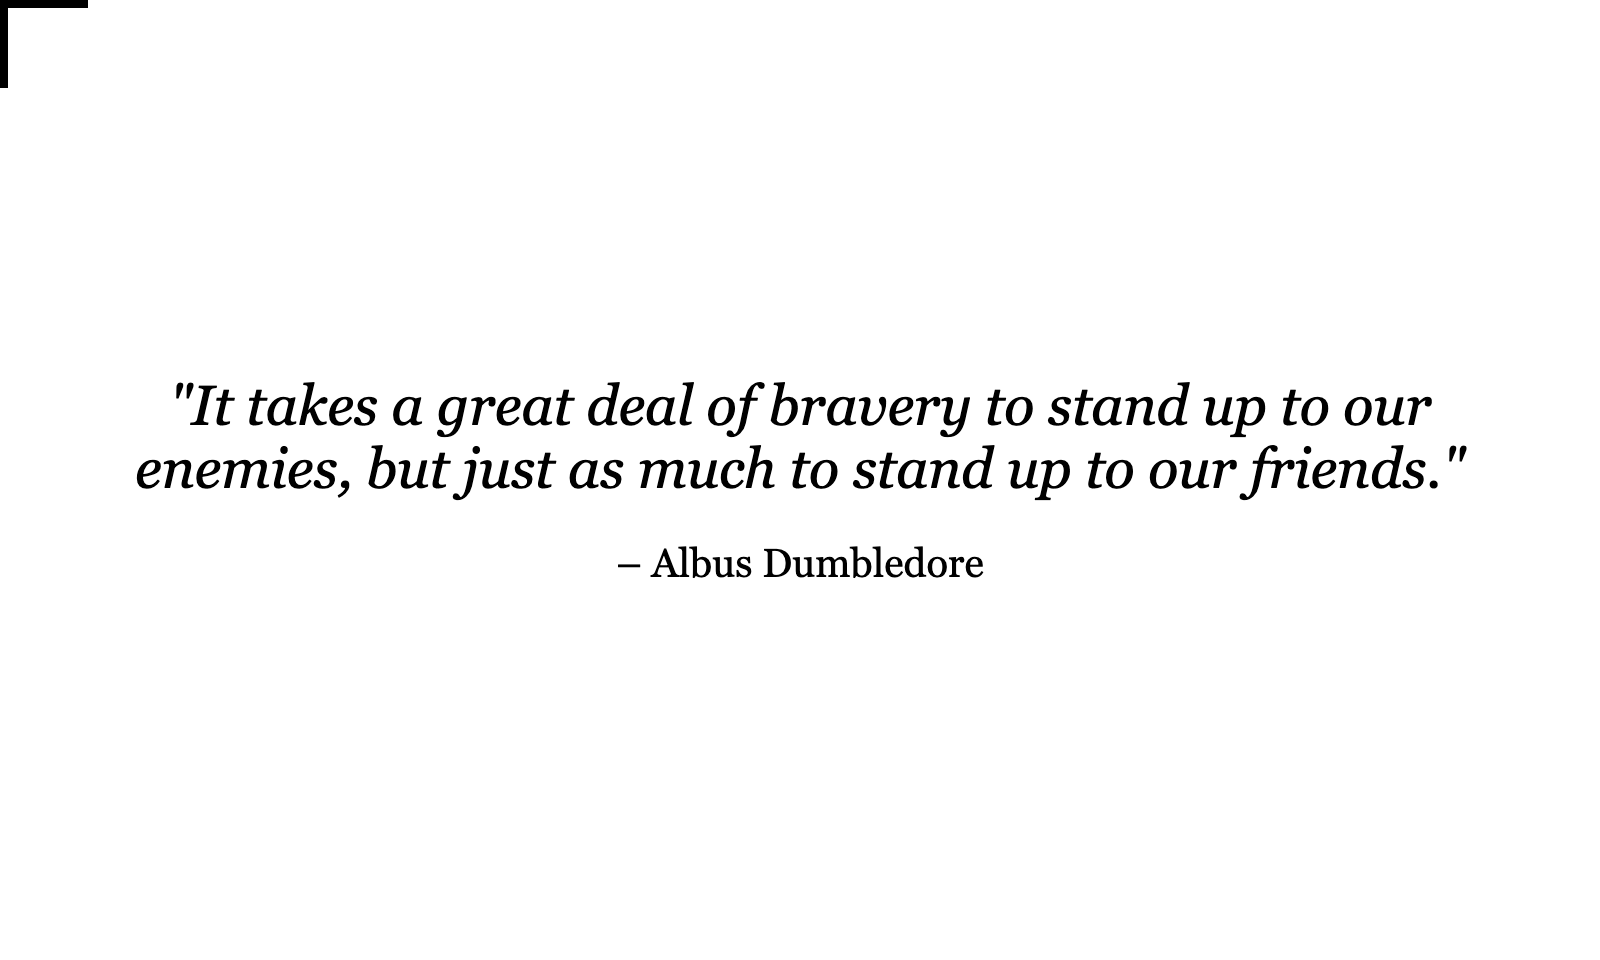 "It takes a great deal of bravery to stand up to our
enemies, but just as much to stand up to our friends."
– Albus Dumbledore